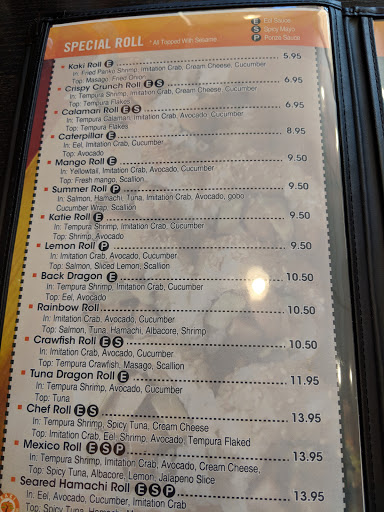 E Eel Sauce
S Spicy Mayo
P Ponzu Sauce
SPECIAL ROLL * All Topped With Sesame
Kaki Roll E 5.95
In: Fried Panko Shrimp, Imitation Crab, Cream Cheese, Cucumber
Top: Masago, Fried Onion
Crispy Crunch Roll E S 6.95
In: Tempura Shrimp, Imitation Crab, Avocado, Cucumber
Top: Tempura Flakes
Calamari Roll E S 6.95
In: Tempura Calamari, Imitation Crab, Avocado, Cucumber
Top: Tempura Flakes
Caterpillar E 8.95
In: Eel, Imitation Crab, Cucumber
Top: Avocado
Mango Roll E 9.50
In: Yellowtail, Imitation Crab, Avocado, Cucumber
Top: Fresh mango, Scallion
Summer Roll P 9.50
In: Salmon, Hamachi, Tuna, Imitation Crab, Avocado, gobo
Cucumber Wrap: Scallion
Katie Roll E 9.50
In: Tempura Shrimp, Imitation Crab, Cucumber
Top: Shrimp, Avocado
Lemon Roll P 9.50
In: Imitation Crab, Avocado, Cucumber
Top: Salmon, Sliced Lemon, Scallion
Back Dragon E 10.50
In: Tempura Shrimp, Imitation Crab, Cucumber
Top: Eel, Avocado
Rainbow Roll 10.50
In: Imitation Crab, Avocado, Cucumber
Top: Salmon, Tuna, Hamachi, Albacore, Shrimp
Crawfish Roll E S 10.50
In: Imitation Crab, Avocado, Cucumber
Top: Tempura Crawfish, Masago, Scallion
Tuna Dragon Roll E 11.95
In: Tempura Shrimp, Avocado, Cucumber
Top: Tuna
Chef Roll E S 13.95
In: Tempura Shrimp, Spicy Tuna, Cream Cheese
Top: Imitation Crab, Eel, Shrimp, Avocado, Tempura Flaked
Mexico Roll E S P 13.95
In: Tempura Shrimp, Imitation Crab, Avocado, Cream Cheese,
Top: Spicy Tuna, Albacore, Lemon, Jalapeno Slice
Seared Hamachi Roll E S P 13.95
In: Eel, Avocado, Cucumber, Imitation Crab
Top: Spicy Tuna, Hamachi,